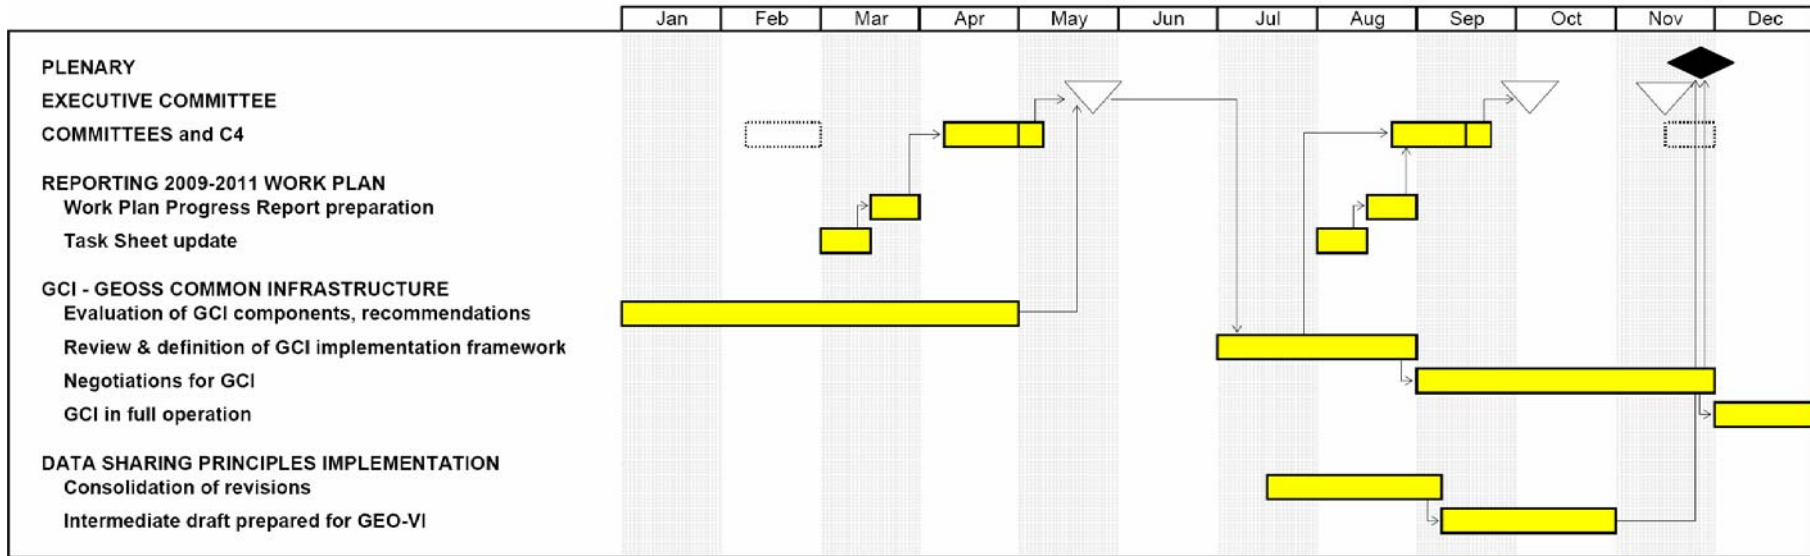 Jan Feb Mar Apr May Jun Jul Aug Sep Oct Nov Dec
PLENARY
EXECUTIVE COMMITTEE
COMMITTEES and C4
REPORTING 2009-2011 WORK PLAN
Work Plan Progress Report preparation
Task Sheet update
GCI - GEOSS COMMON INFRASTRUCTURE
Evaluation of GCI components, recommendations
Review & definition of GCI implementation framework
Negotiations for GCI
GCI in full operation
DATA SHARING PRINCIPLES IMPLEMENTATION
Consolidation of revisions
Intermediate draft prepared for GEO-VI